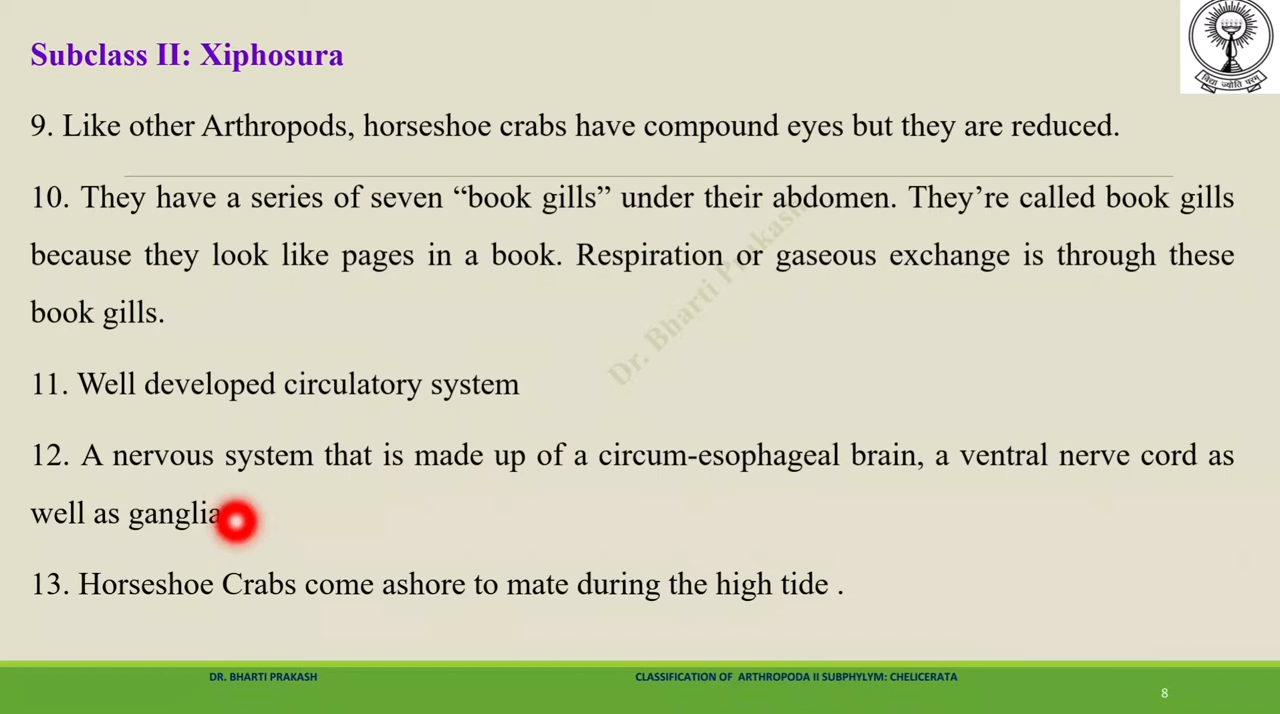 Subclass II: Xiphosura
9. Like other Arthropods, horseshoe crabs have compound eyes but they are reduced.
10. They have a series of seven “book gills” under their abdomen. They’re called book gills
because they look like pages in a book. Respiration or gaseous exchange is through these
book gills.
Dr. Bharti Prakash
11. Well developed circulatory system
12. A nervous system that is made up of a circum-esophageal brain, a ventral nerve cord as
well as ganglia
13. Horseshoe Crabs come ashore to mate during the high tide .
विद्या ज्योति परम्
DR. BHARTI PRAKASH
CLASSIFICATION OF ARTHROPODA II SUBPHYLYM: CHELICERATA
8